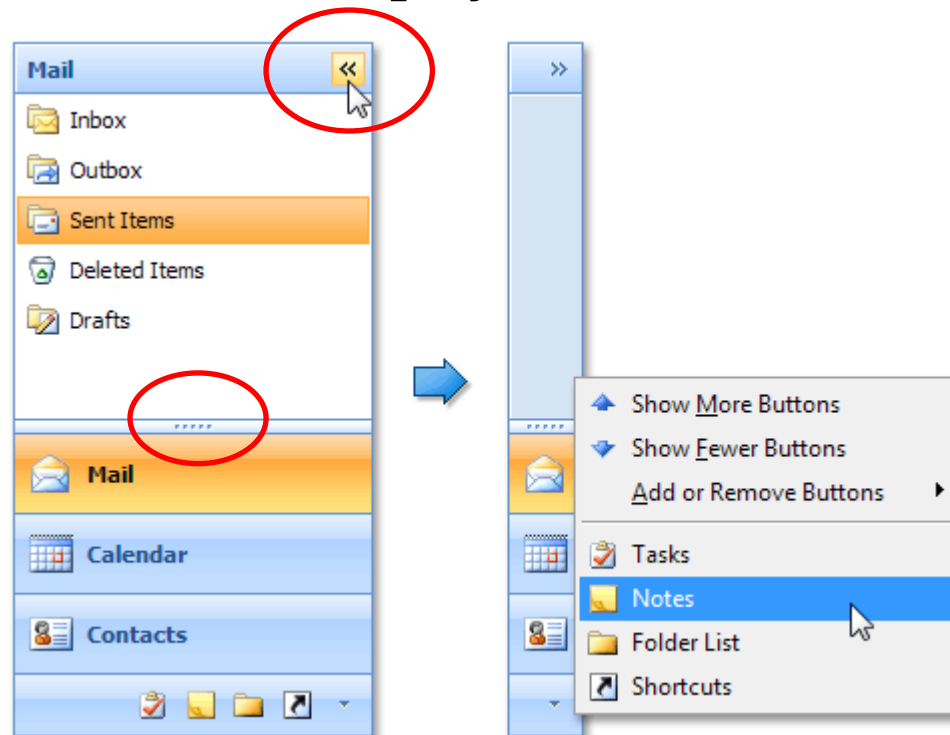 Mail
Inbox
Outbox
Sent Items
Deleted Items
Drafts
Mail
Calendar
Contacts
Show More Buttons
Show Fewer Buttons
Add or Remove Buttons
Tasks
Notes
Folder List
Shortcuts